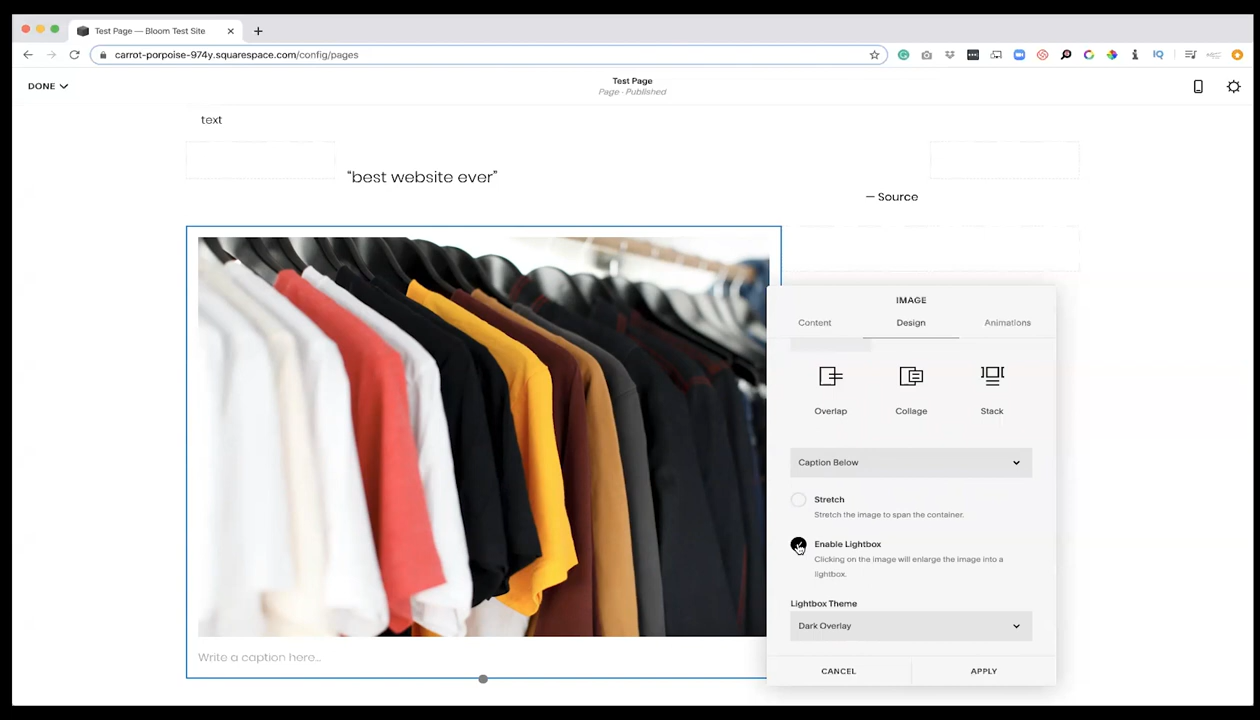 Test Page — Bloom Test Site
carrot-porpoise-974y.squarespace.com/config/pages
IQ
DONE
Test Page
Page · Published
text
“best website ever”
— Source
IMAGE
Content
Design
Animations
Overlap
Collage
Stack
Caption Below
Stretch
Stretch the image to span the container.
Enable Lightbox
Clicking on the image will enlarge the image into a
lightbox.
Lightbox Theme
Dark Overlay
Write a caption here...
CANCEL
APPLY